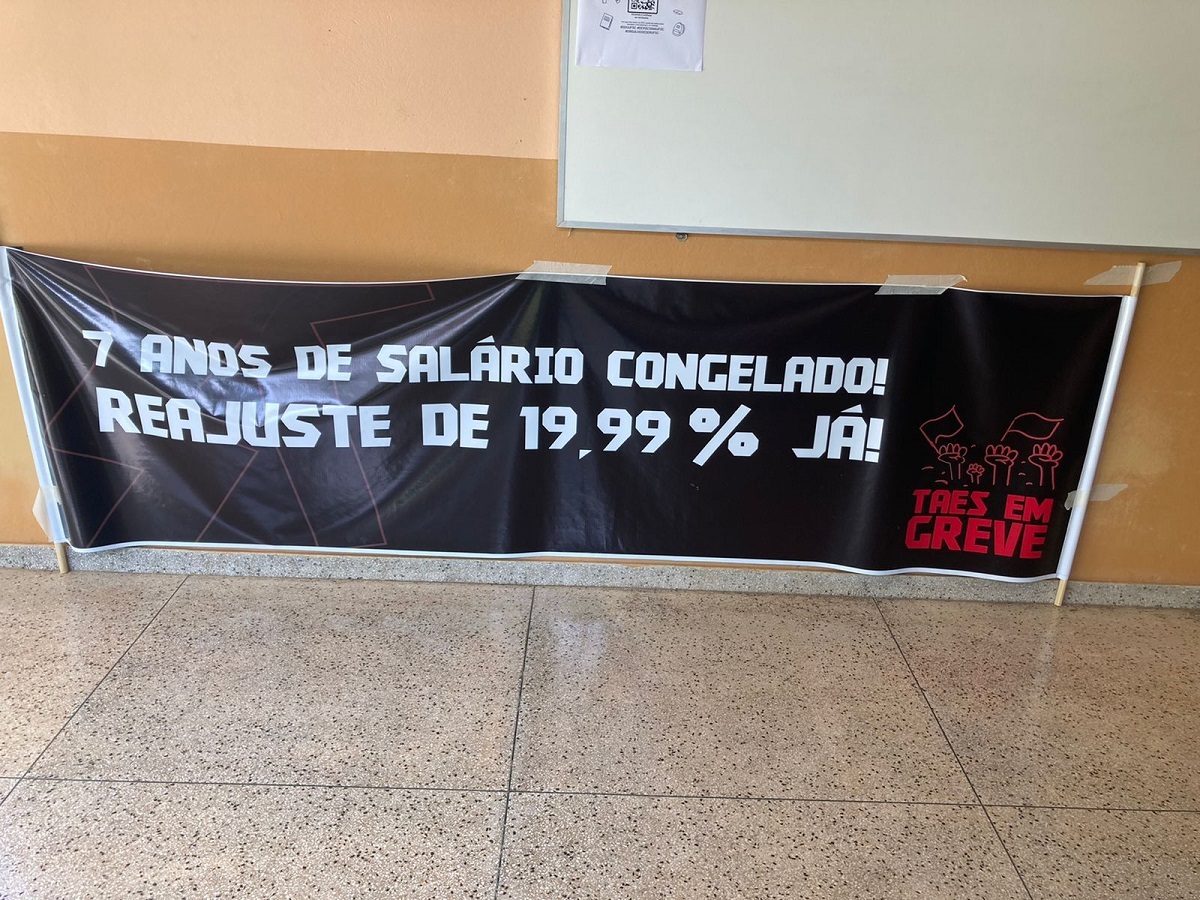 7 ANOS DE SALÁRIO CONGELADO!
REAJUSTE DE 19,99% JÁ!
TAES EM
GREVE